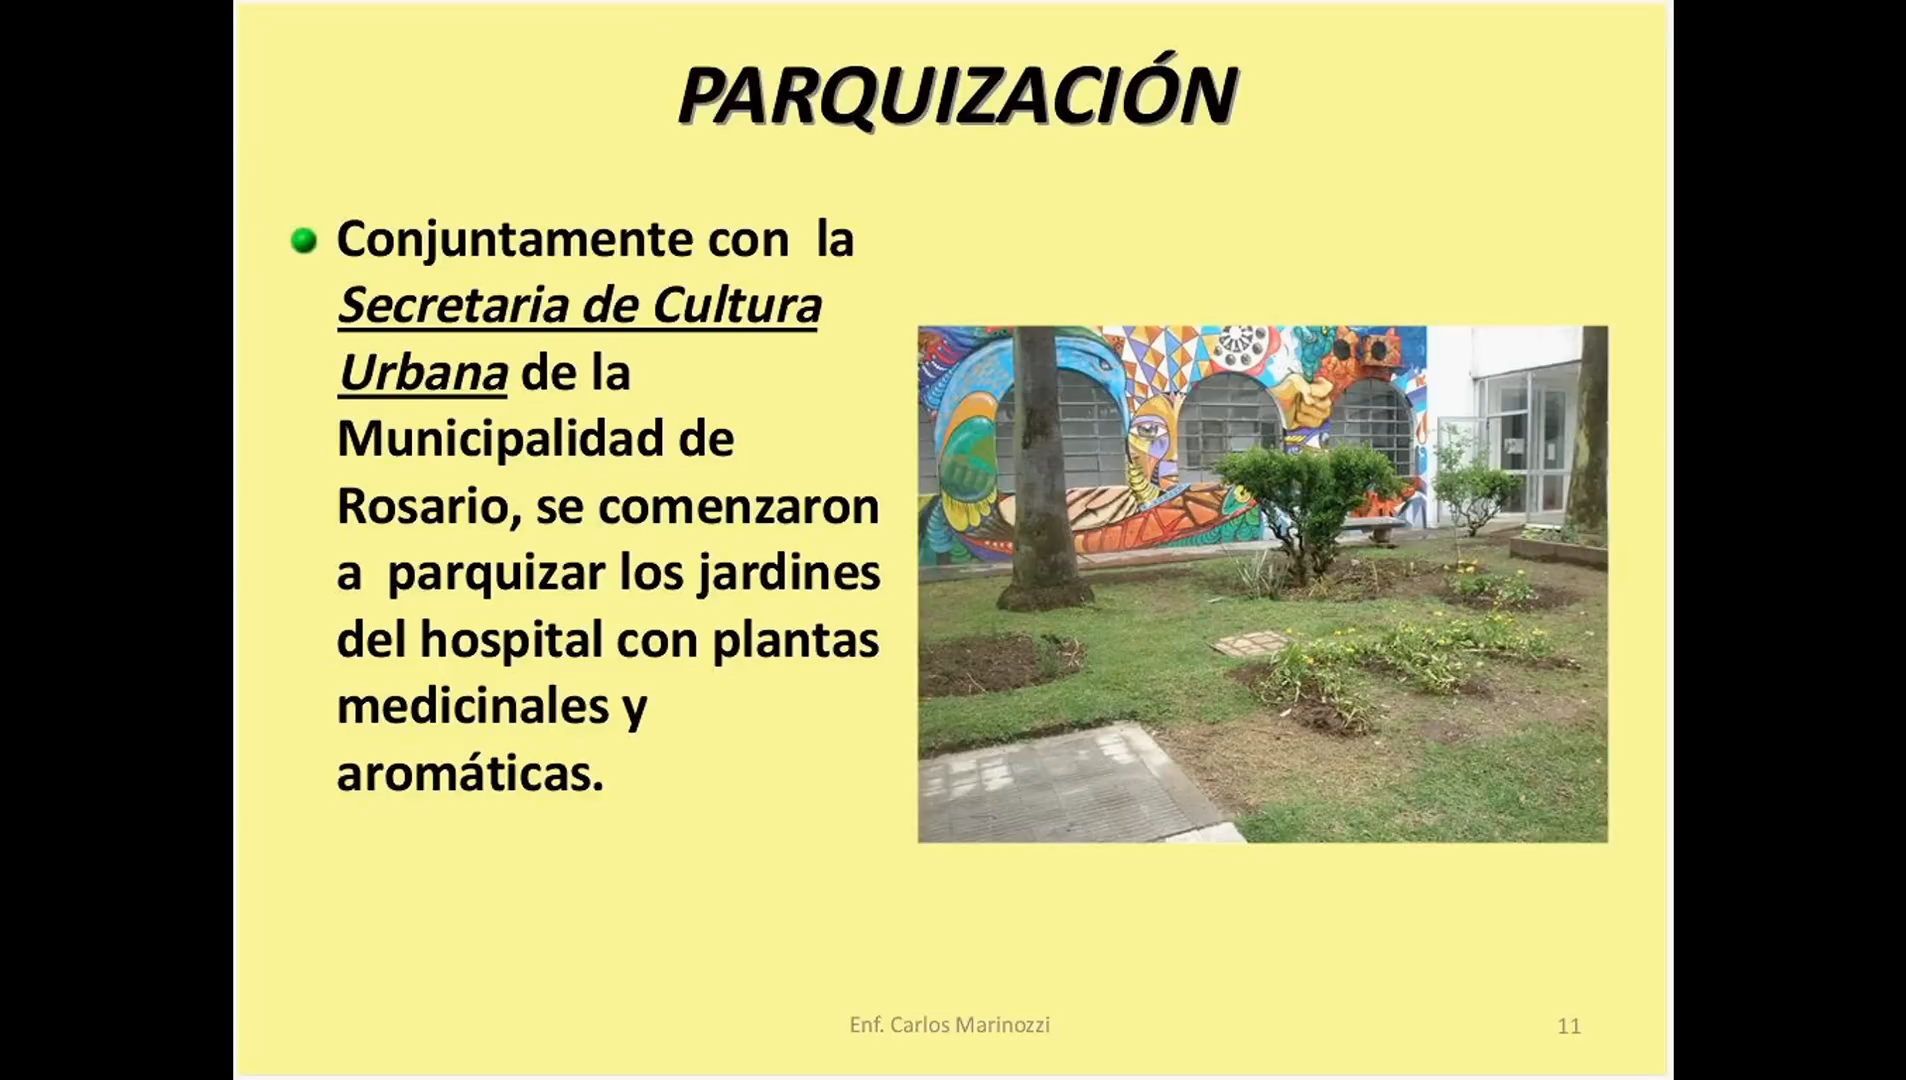 PARQUIZACIÓN
Conjuntamente con la
Secretaria de Cultura
Urbana de la
Municipalidad de
Rosario, se comenzaron
a parquizar los jardines
del hospital con plantas
medicinales y
aromáticas.
Enf. Carlos Marinozzi
11